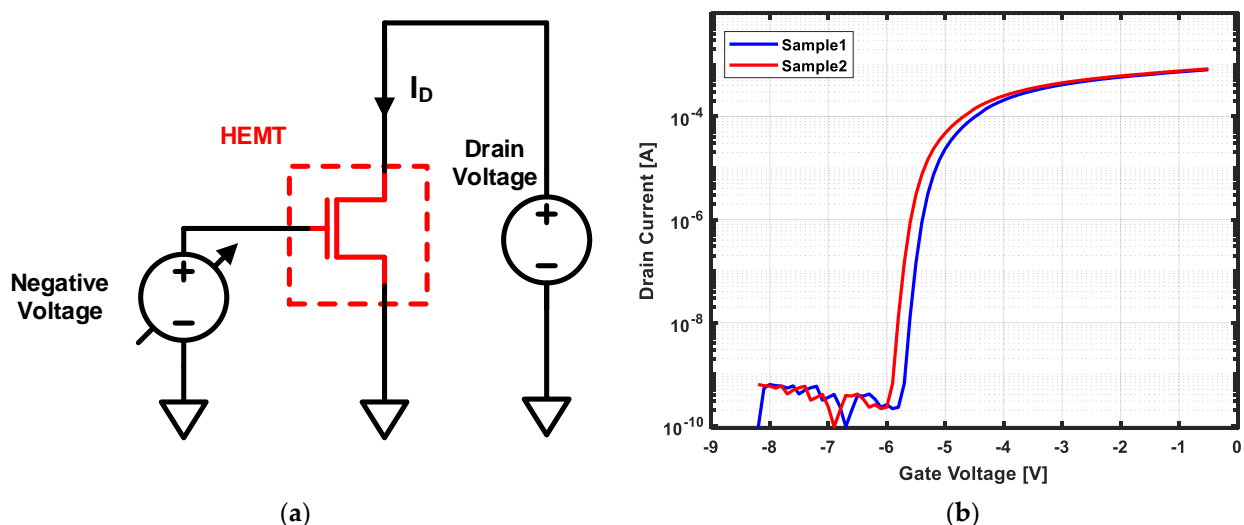 I_D
HEMT
Drain
Voltage
+
−
Negative
Voltage
+
−
(a)
Sample1
Sample2
Drain Current [A]
10^-4
10^-6
10^-8
10^-10
-9 -8 -7 -6 -5 -4 -3 -2 -1 0
Gate Voltage [V]
(b)